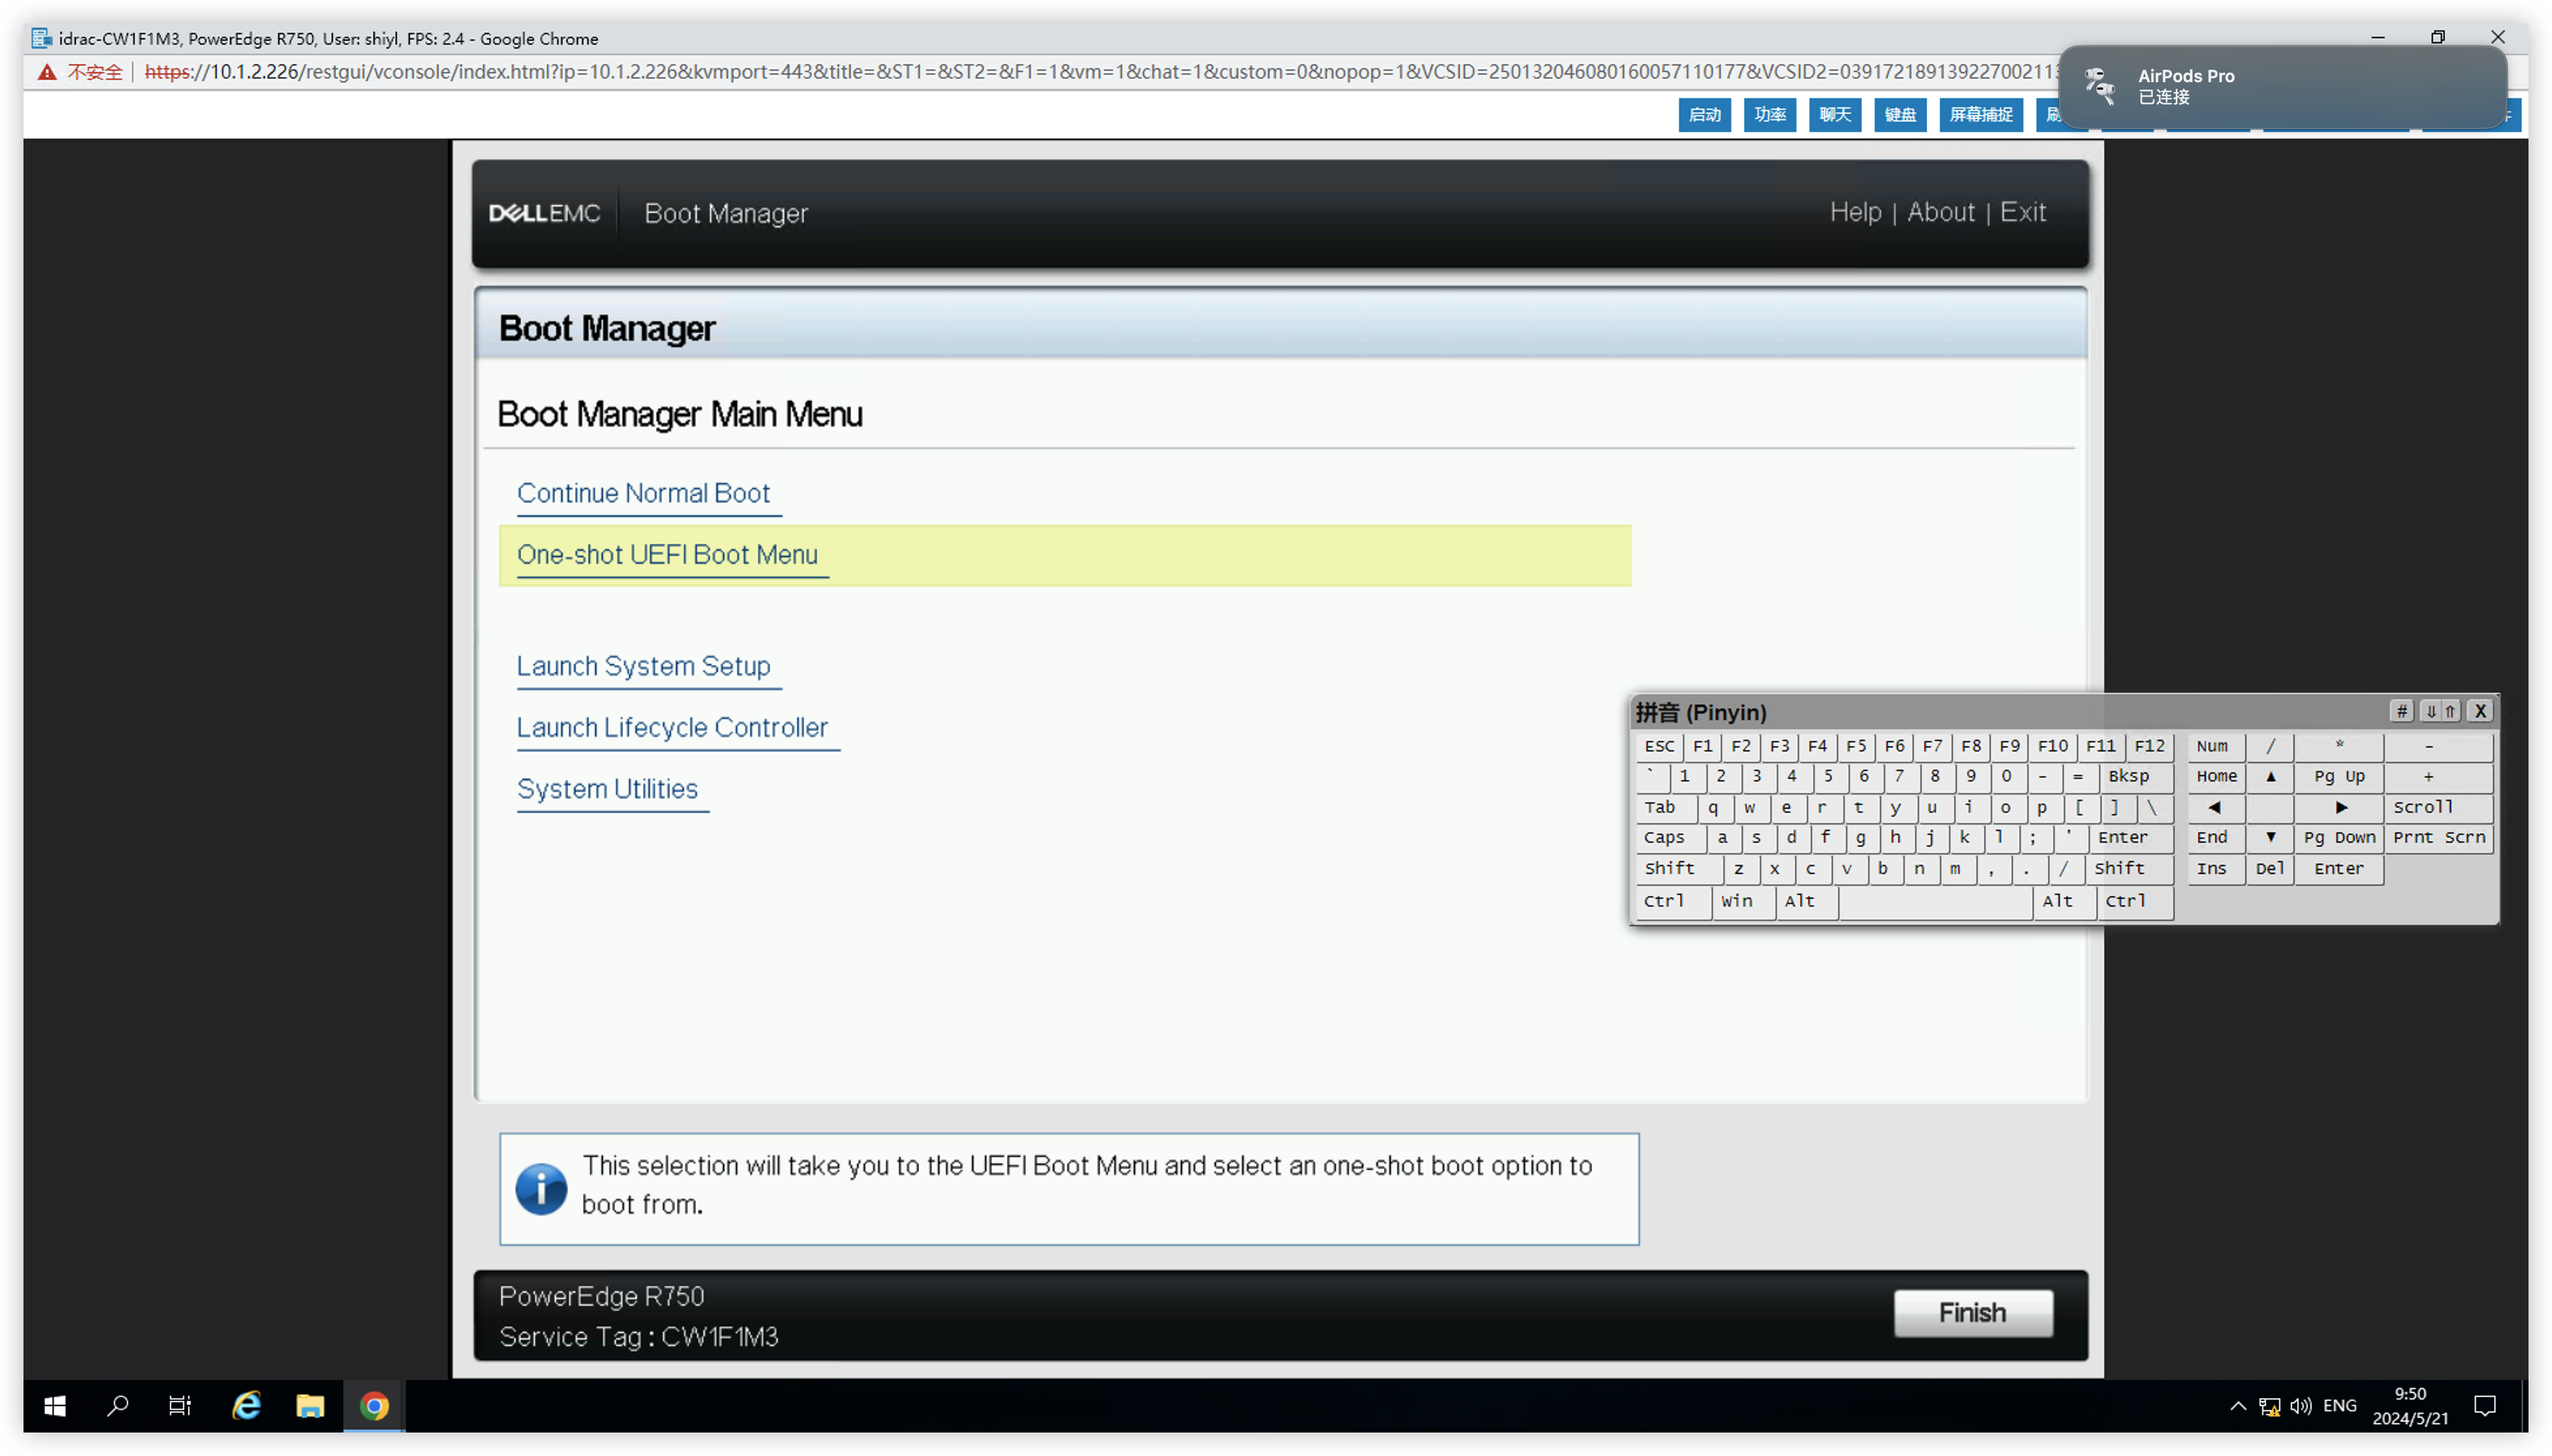 idrac-CW1F1M3, PowerEdge R750, User: shiyl, FPS: 2.4 - Google Chrome
不安全 https://10.1.2.226/restgui/vconsole/index.html?ip=10.1.2.226&kvmport=443&title=&ST1=&ST2=&F1=1&vm=1&chat=1&custom=0&nopop=1&VCSID=250132046080160057110177&VCSID2=0391721891392270021
AirPods Pro
已连接
启动 功率 聊天 键盘 屏幕捕捉 刷
DELLEMC Boot Manager Help | About | Exit
Boot Manager
Boot Manager Main Menu
Continue Normal Boot
One-shot UEFI Boot Menu
Launch System Setup
Launch Lifecycle Controller
System Utilities
拼音 (Pinyin) # ⇓ ⇑ X
ESC F1 F2 F3 F4 F5 F6 F7 F8 F9 F10 F11 F12 Num / * -
` 1 2 3 4 5 6 7 8 9 0 - = Bksp Home ▲ Pg Up +
Tab q w e r t y u i o p [ ] \ ◀ ▶ Scroll
Caps a s d f g h j k l ; ' Enter End ▼ Pg Down Prnt Scrn
Shift z x c v b n m , . / Shift Ins Del Enter
Ctrl Win Alt Alt Ctrl
This selection will take you to the UEFI Boot Menu and select an one-shot boot option to
boot from.
PowerEdge R750
Service Tag : CW1F1M3
Finish
ENG
9:50
2024/5/21